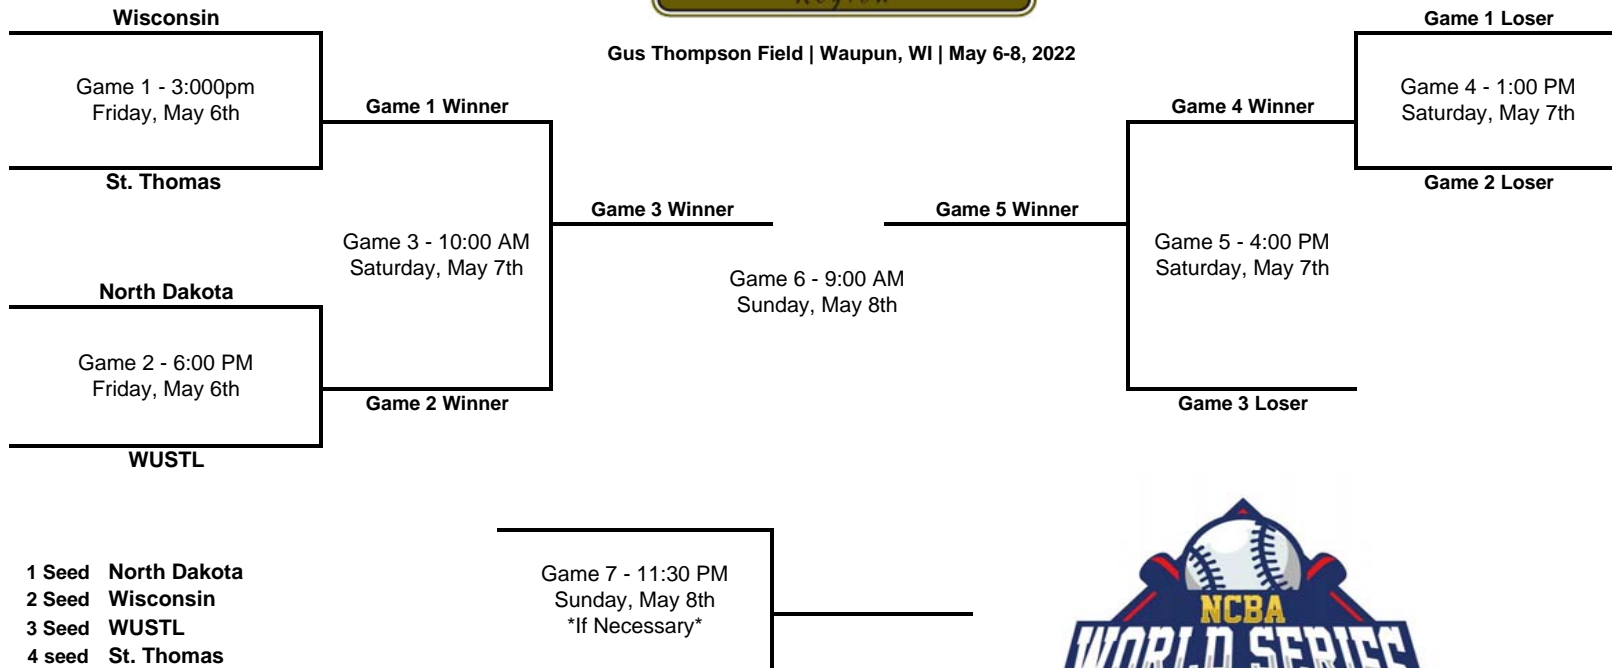 Region
Wisconsin
Game 1 Loser
Gus Thompson Field | Waupun, WI | May 6-8, 2022
Game 1 - 3:000pm
Friday, May 6th
Game 4 - 1:00 PM
Saturday, May 7th
Game 1 Winner
Game 4 Winner
St. Thomas
Game 2 Loser
Game 3 Winner
Game 5 Winner
Game 3 - 10:00 AM
Saturday, May 7th
Game 5 - 4:00 PM
Saturday, May 7th
Game 6 - 9:00 AM
Sunday, May 8th
North Dakota
Game 2 - 6:00 PM
Friday, May 6th
Game 2 Winner
Game 3 Loser
WUSTL
1 Seed North Dakota
2 Seed Wisconsin
3 Seed WUSTL
4 seed St. Thomas
Game 7 - 11:30 PM
Sunday, May 8th
*If Necessary*
NCBA
WORLD SERIES